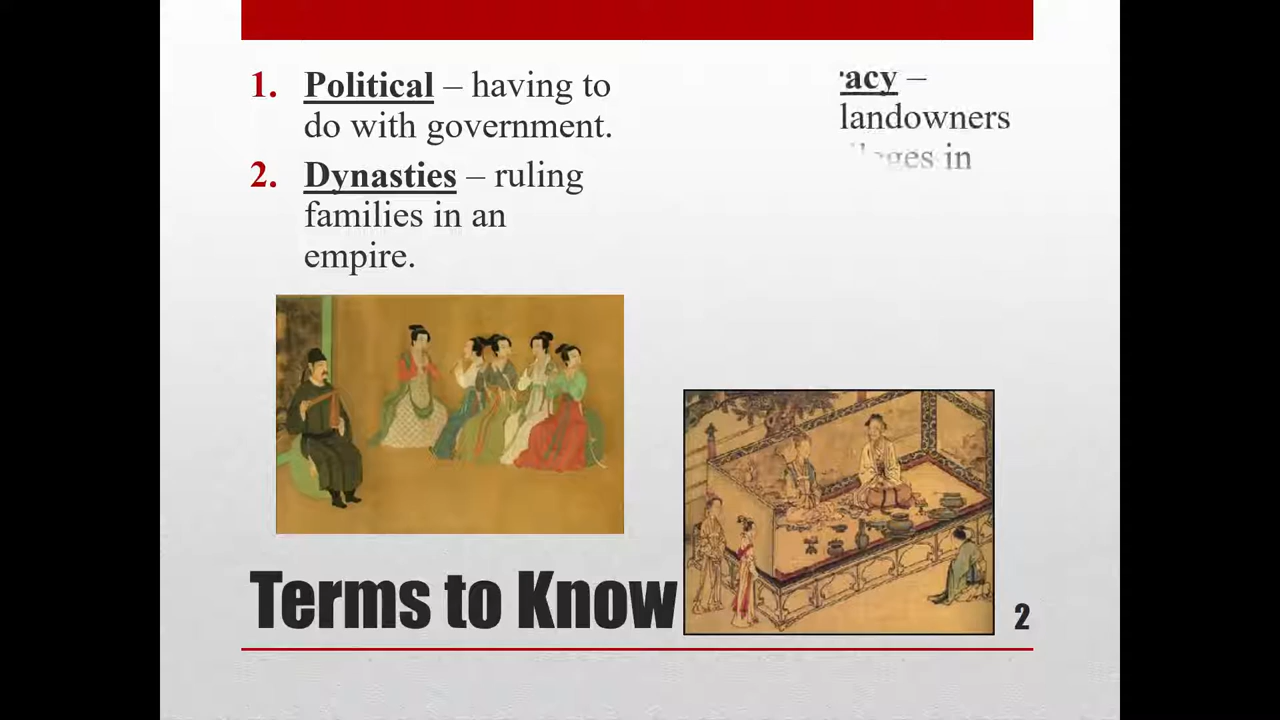 1. Political – having to
do with government.
2. Dynasties – ruling
families in an
empire.
acy –
landowners
in
Terms to Know
2